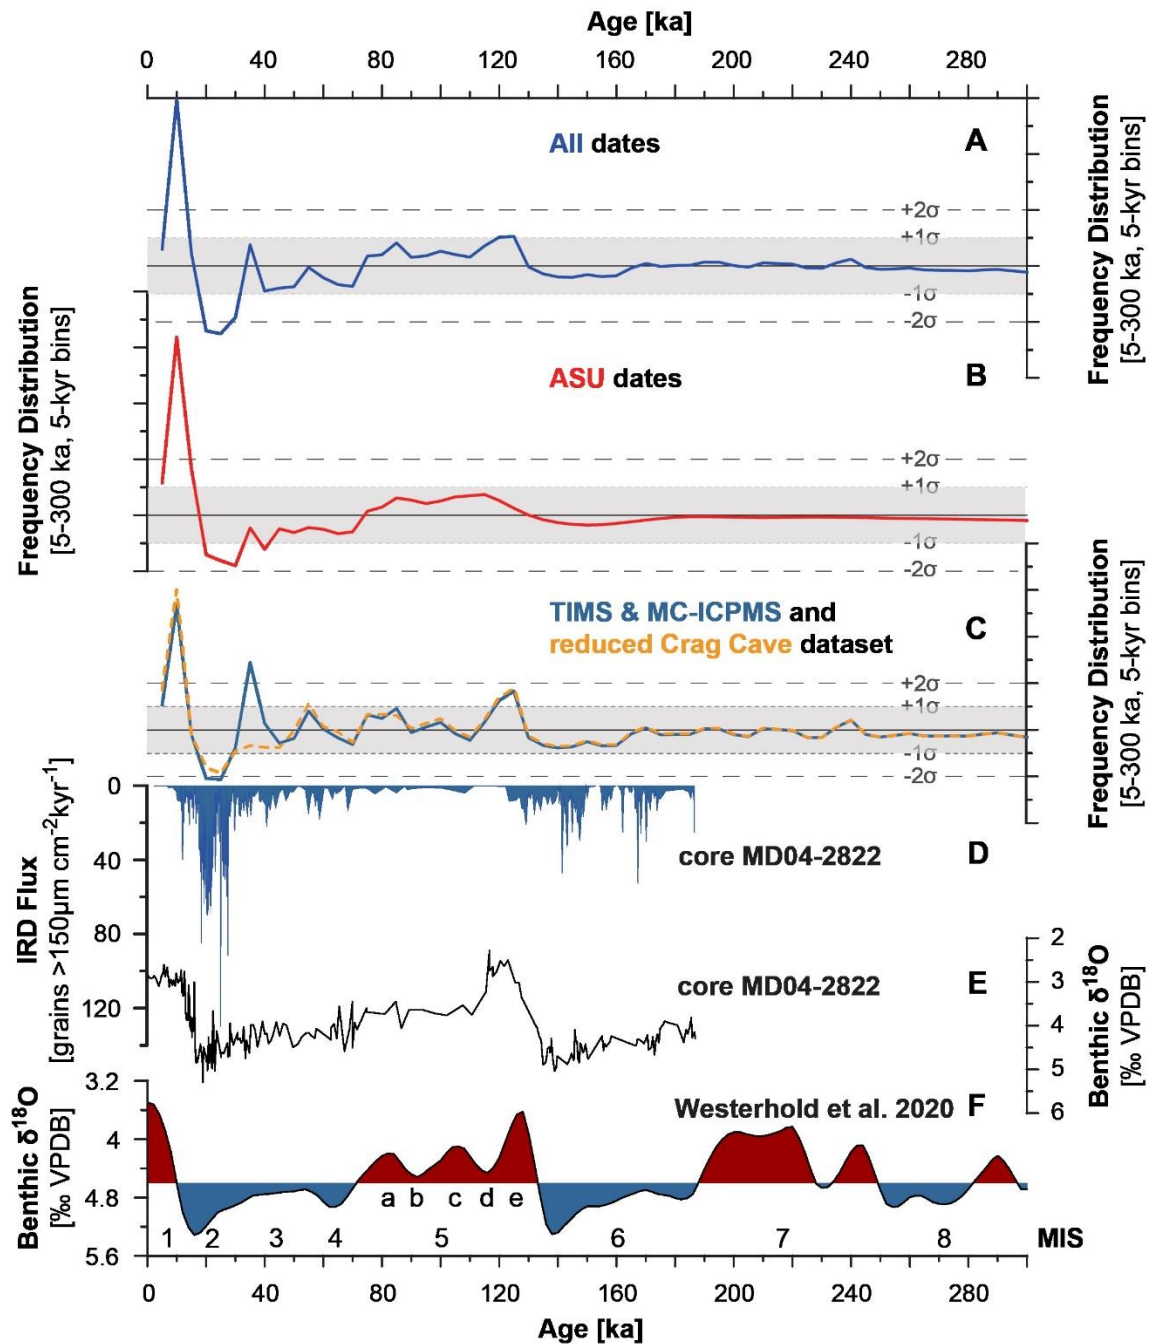 Age [ka]
0 40 80 120 160 200 240 280
All dates
A
+2σ
+1σ
-1σ
-2σ
Frequency Distribution
[5-300 ka, 5-kyr bins]
ASU dates
B
+2σ
+1σ
-1σ
-2σ
Frequency Distribution
[5-300 ka, 5-kyr bins]
TIMS & MC-ICPMS and
reduced Crag Cave dataset
C
+2σ
+1σ
-1σ
-2σ
Frequency Distribution
[5-300 ka, 5-kyr bins]
0
40
80
120
IRD Flux
[grains >150µm cm⁻²kyr⁻¹]
core MD04-2822
D
core MD04-2822
E
2
3
4
5
6
Benthic δ¹⁸O
[‰ VPDB]
Westerhold et al. 2020
F
3.2
4
4.8
5.6
Benthic δ¹⁸O
[‰ VPDB]
a b c d e
1 2 3 4 5 6 7 8 MIS
0 40 80 120 160 200 240 280
Age [ka]